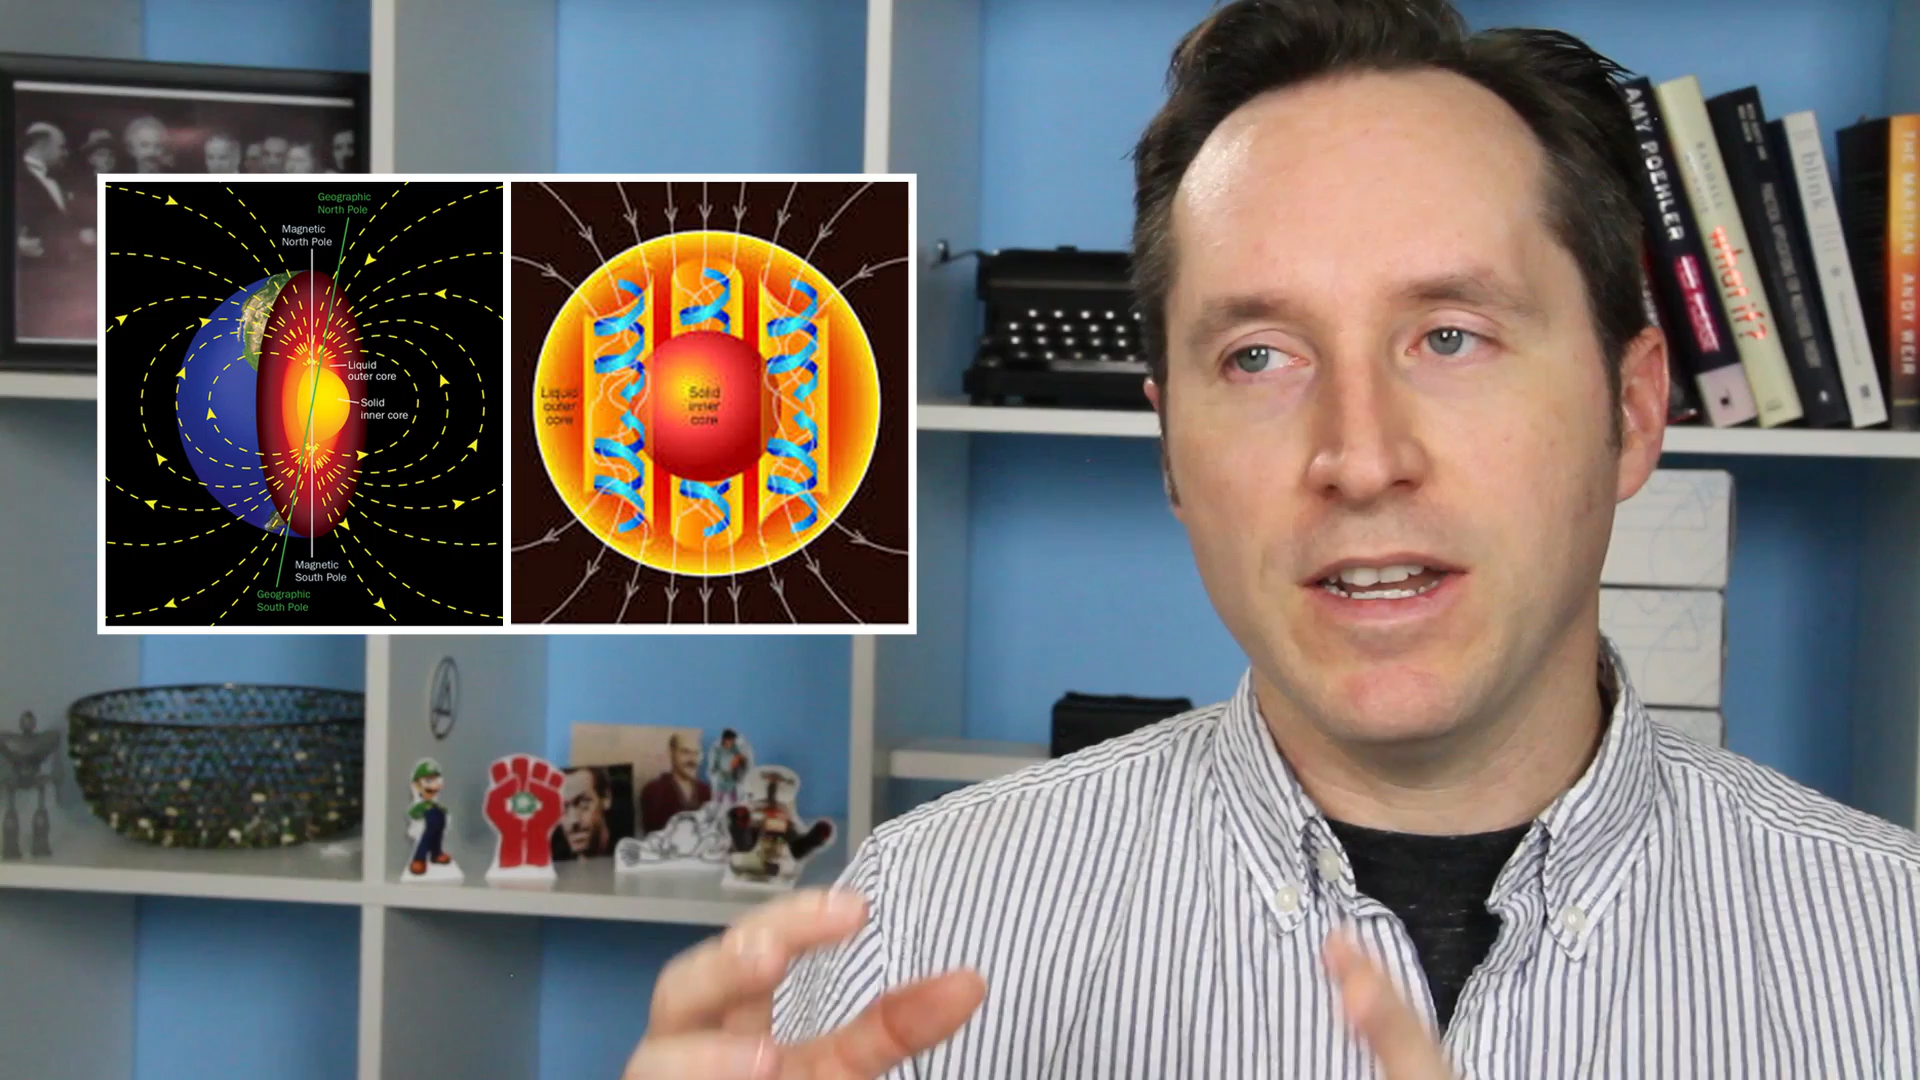 Geographic
North Pole
Magnetic
North Pole
Liquid
outer core
Solid
inner core
Magnetic
South Pole
Geographic
South Pole
Liquid
outer
core
Solid
inner
core
AMY POEHLER
what if?
blink
THE MARTIAN ANDY WEIR